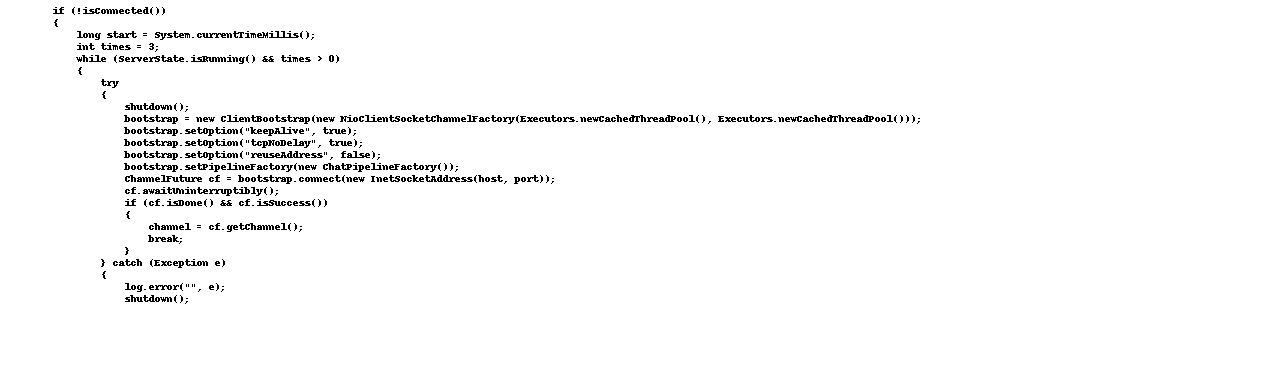 if (!isConnected())
{
long start = System.currentTimeMillis();
int times = 3;
while (ServerState.isRunning() && times > 0)
{
try
{
shutdown();
bootstrap = new ClientBootstrap(new NioClientSocketChannelFactory(Executors.newCachedThreadPool(), Executors.newCachedThreadPool()));
bootstrap.setOption("keepAlive", true);
bootstrap.setOption("tcpNoDelay", true);
bootstrap.setOption("reuseAddress", false);
bootstrap.setPipelineFactory(new ChatPipelineFactory());
ChannelFuture cf = bootstrap.connect(new InetSocketAddress(host, port));
cf.awaitUninterruptibly();
if (cf.isDone() && cf.isSuccess())
{
channel = cf.getChannel();
break;
}
} catch (Exception e)
{
log.error("", e);
shutdown();